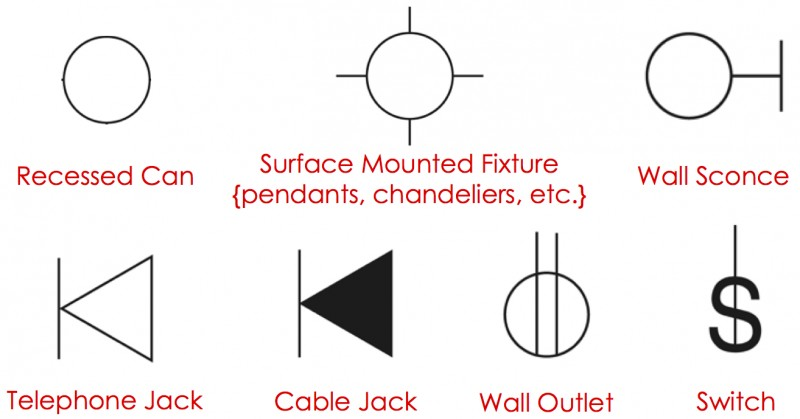 Recessed Can
Surface Mounted Fixture
{pendants, chandeliers, etc.}
Wall Sconce
S
Telephone Jack
Cable Jack
Wall Outlet
Switch